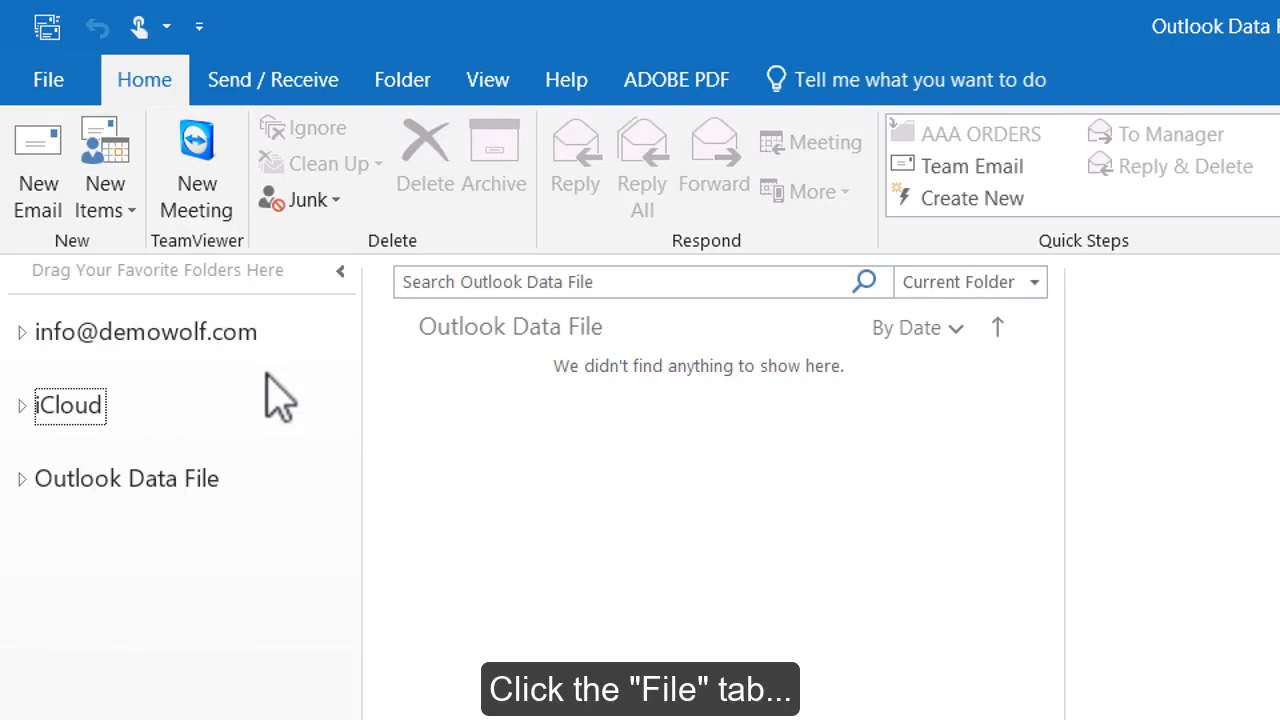 Outlook Data
File
Home
Send / Receive
Folder
View
Help
ADOBE PDF
Tell me what you want to do
New
Email
New
Items
New
New
Meeting
TeamViewer
Ignore
Clean Up
Junk
Delete
Archive
Delete
Reply
Reply
All
Forward
Meeting
More
Respond
AAA ORDERS
Team Email
Create New
To Manager
Reply & Delete
Quick Steps
Drag Your Favorite Folders Here
info@demowolf.com
iCloud
Outlook Data File
Search Outlook Data File
Current Folder
Outlook Data File
By Date
We didn't find anything to show here.
Click the "File" tab...